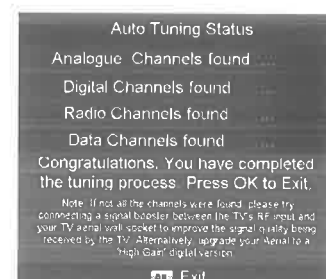 Auto Tuning Status
Analogue Channels found
Digital Channels found
Radio Channels found
Data Channels found
Congratulations, You have completed
the tuning process. Press OK to Exit.
Note: If not all the channels were found, please try
connecting a signal booster between the TV's RF input and
your TV aerial wall socket to improve the signal quality being
received by the TV. Alternatively, upgrade your Aerial to a
'High Gain' digital version.
Exit